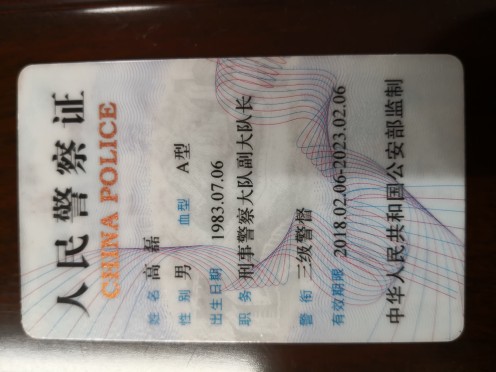 人民警察证
CHINA POLICE
姓名 高磊
性别 男 血型 A型
出生日期 1983.07.06
职务 刑事警察大队副大队长
警衔 三级警督
有效期限 2018.02.06-2023.02.06
中华人民共和国公安部监制